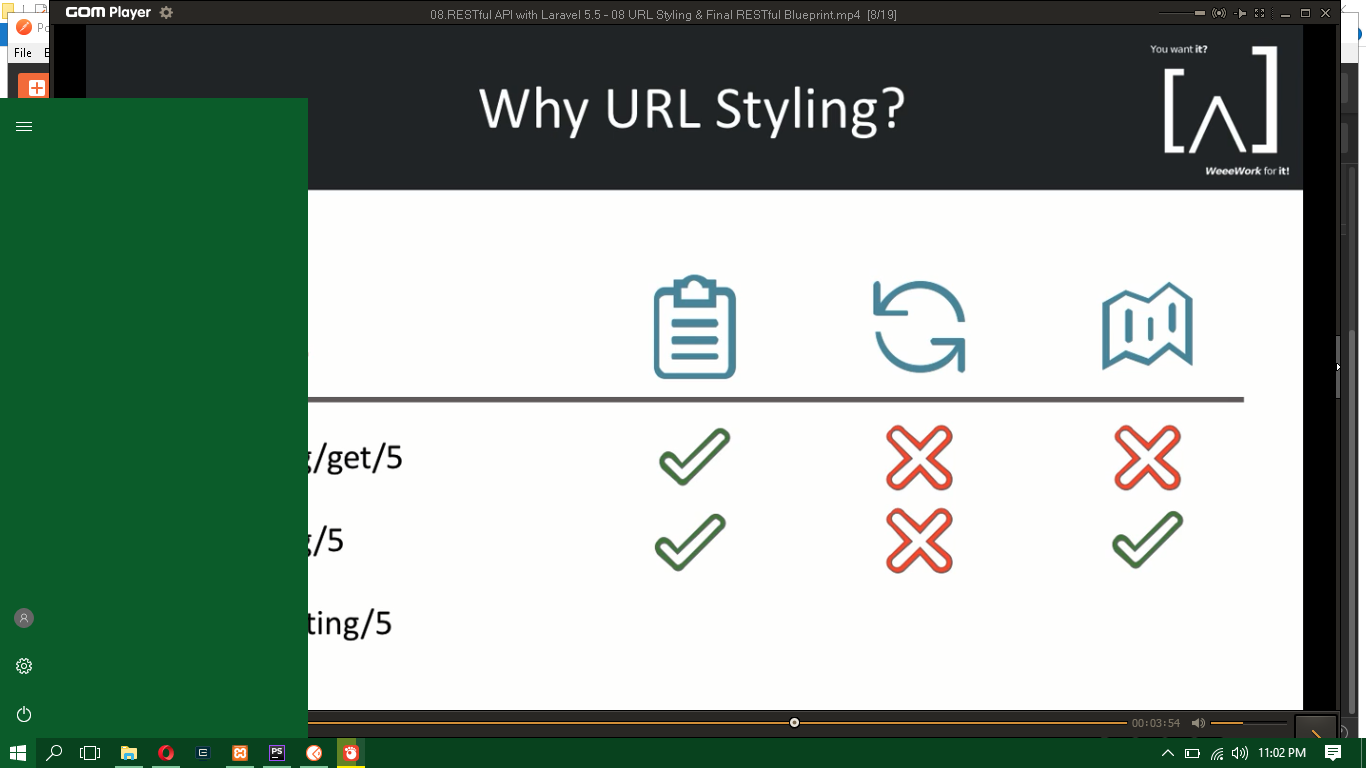 GOM Player
08.RESTful API with Laravel 5.5 - 08 URL Styling & Final RESTful Blueprint.mp4 [8/19]
File
Why URL Styling?
You want it?
WeeeWork for it!
/get/5
/5
ting/5
00:03:54
PS
11:02 PM